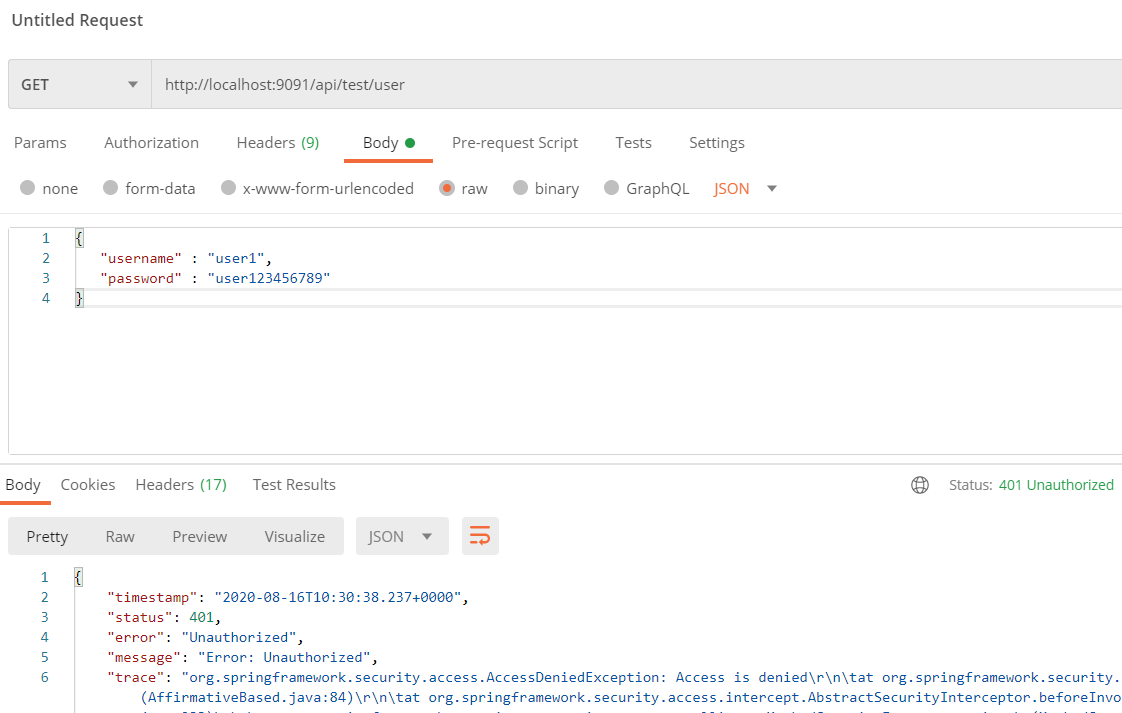 Untitled Request
GET http://localhost:9091/api/test/user
Params Authorization Headers (9) Body Pre-request Script Tests Settings
none form-data x-www-form-urlencoded raw binary GraphQL JSON
1 {
2 "username" : "user1",
3 "password" : "user123456789"
4 }
Body Cookies Headers (17) Test Results Status: 401 Unauthorized
Pretty Raw Preview Visualize JSON
1 {
2 "timestamp": "2020-08-16T10:30:38.237+0000",
3 "status": 401,
4 "error": "Unauthorized",
5 "message": "Error: Unauthorized",
6 "trace": "org.springframework.security.access.AccessDeniedException: Access is denied\r\n\tat org.springframework.security.
(AffirmativeBased.java:84)\r\n\tat org.springframework.security.access.intercept.AbstractSecurityInterceptor.beforeInvo